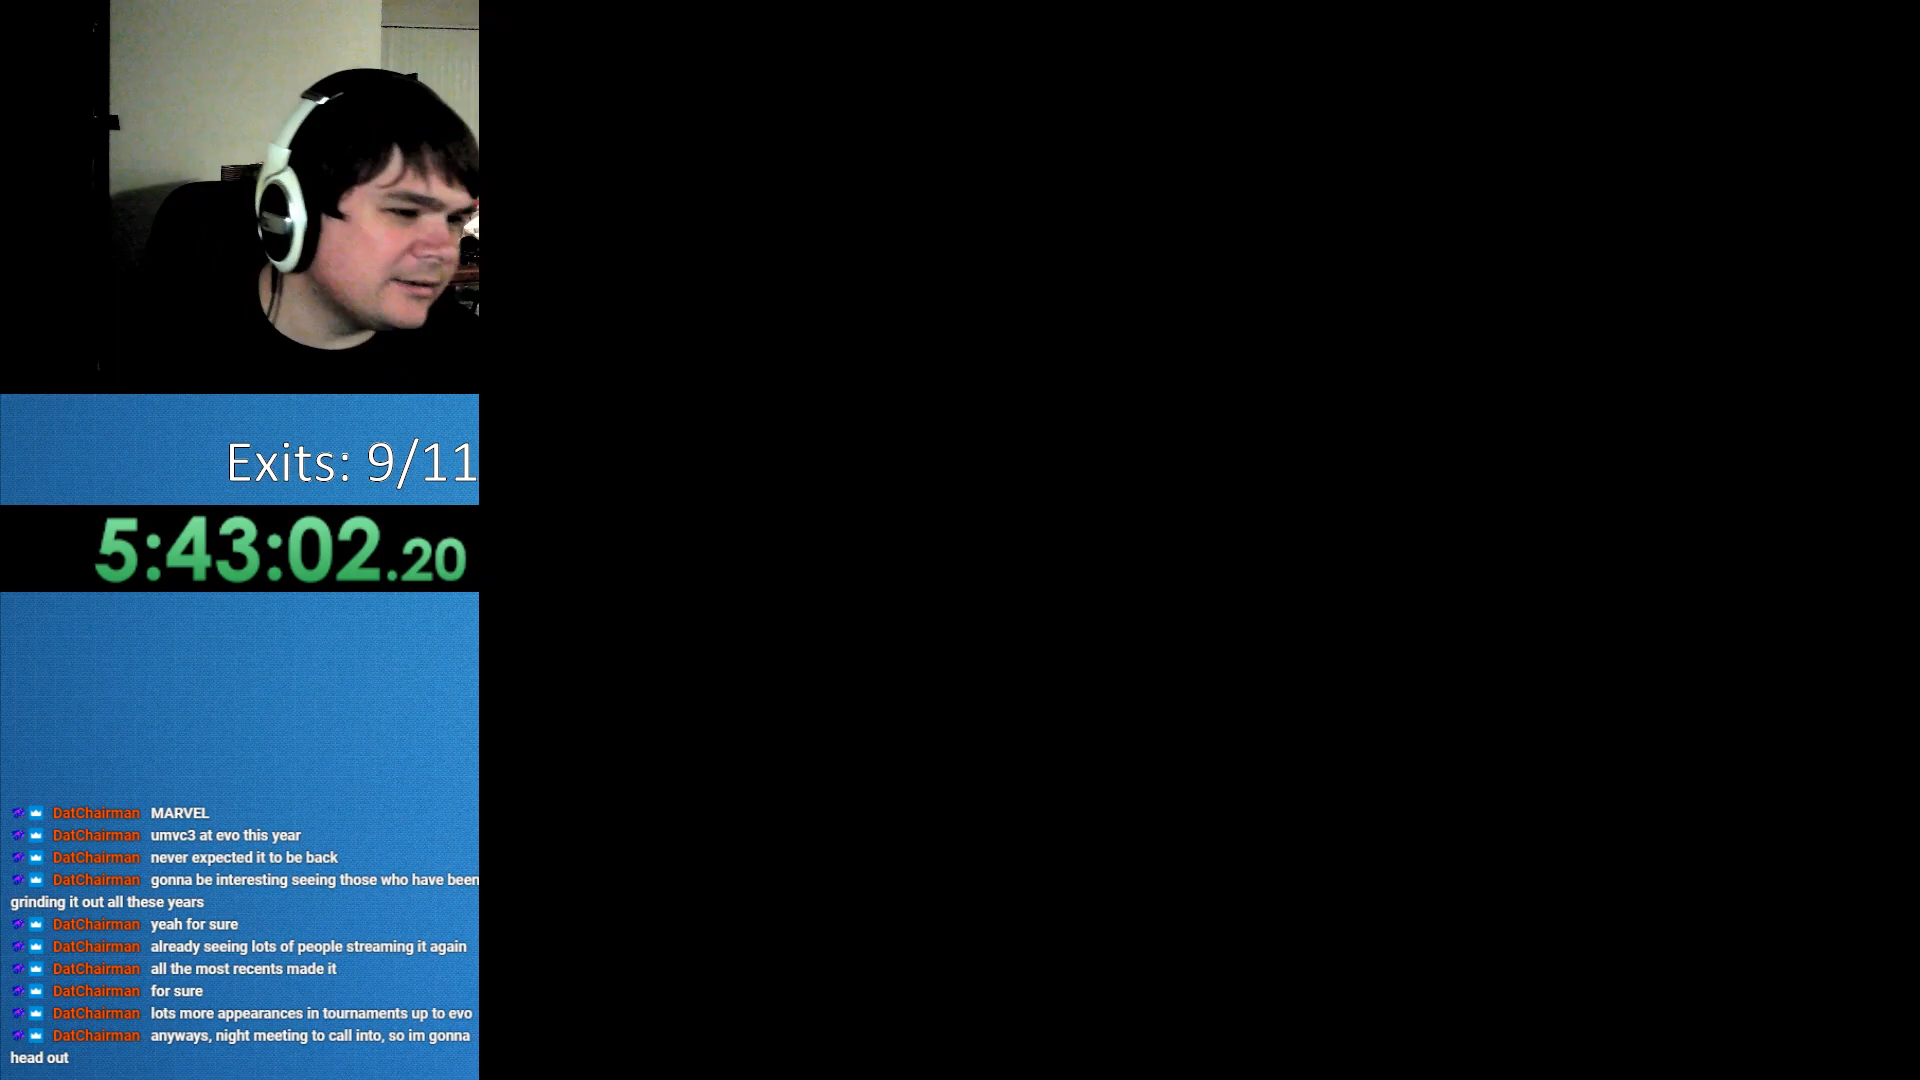 Exits: 9/11
5:43:02.20
DatChairman MARVEL
DatChairman umvc3 at evo this year
DatChairman never expected it to be back
DatChairman gonna be interesting seeing those who have been
grinding it out all these years
DatChairman yeah for sure
DatChairman already seeing lots of people streaming it again
DatChairman all the most recents made it
DatChairman for sure
DatChairman lots more appearances in tournaments up to evo
DatChairman anyways, night meeting to call into, so im gonna
head out